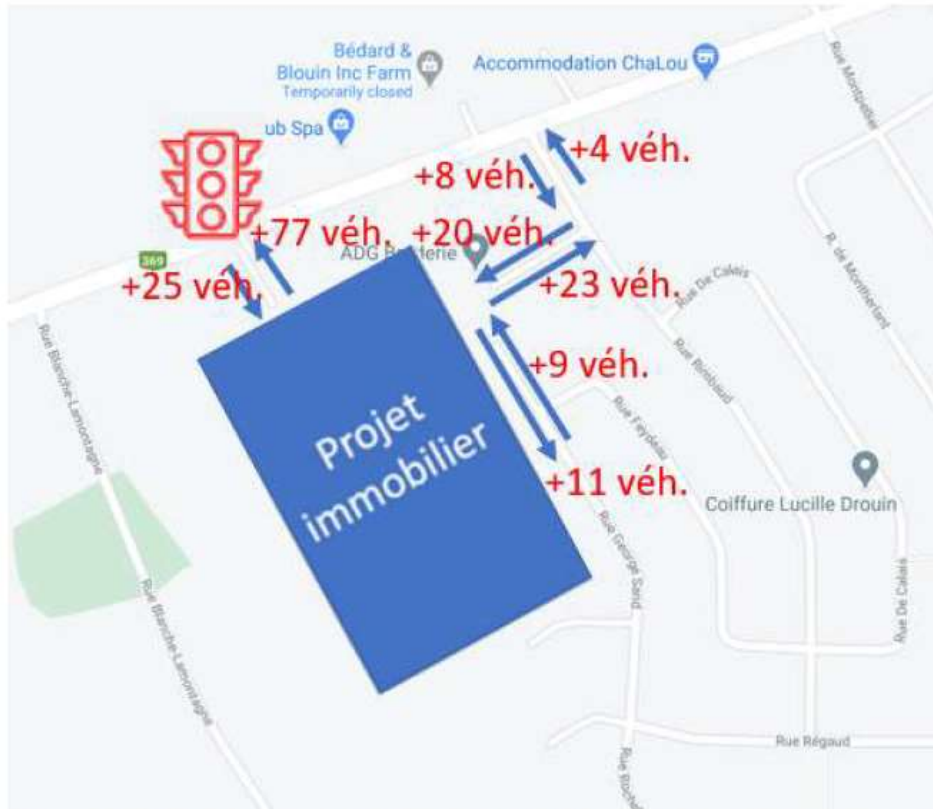 Bédard &
Blouin Inc Farm
Temporarily closed
Accommodation ChaLou
Rue Montpellier
ub Spa
+4 véh.
+8 véh.
+77 véh.
+20 véh.
369
+25 véh.
+23 véh.
Rue De Calais
R. de Montherlant
Rue Blanche-Lamontagne
Rue Rimbaud
+9 véh.
Projet
immobilier
Rue Feydeau
+11 véh.
Coiffure Lucille Drouin
Rue George Sand
Rue De Calais
Rue Blanche-Lamontagne
Rue Régaud